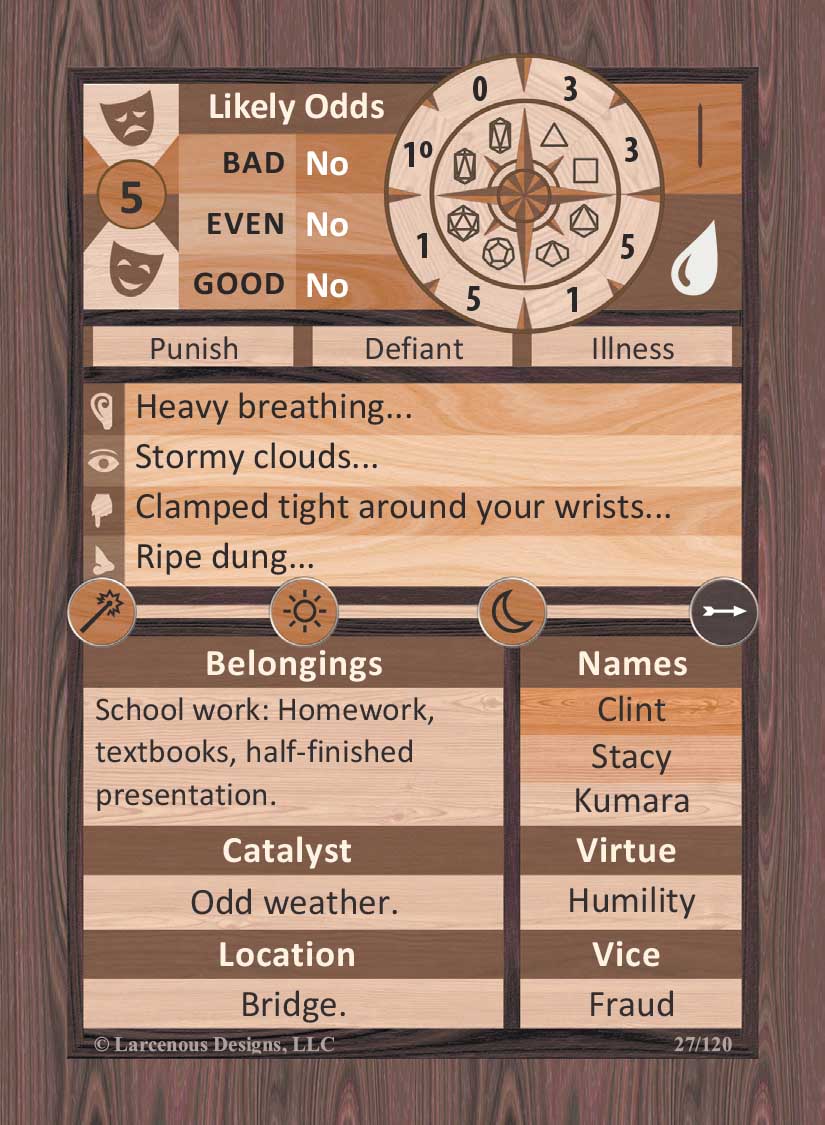 Likely Odds
5
BAD No
EVEN No
GOOD No
0 3
1⁰ 3
1 5
5 1
Punish Defiant Illness
Heavy breathing...
Stormy clouds...
Clamped tight around your wrists...
Ripe dung...
Belongings
School work: Homework,
textbooks, half-finished
presentation.
Names
Clint
Stacy
Kumara
Catalyst
Odd weather.
Virtue
Humility
Location
Bridge.
Vice
Fraud
© Larcenous Designs, LLC
27/120